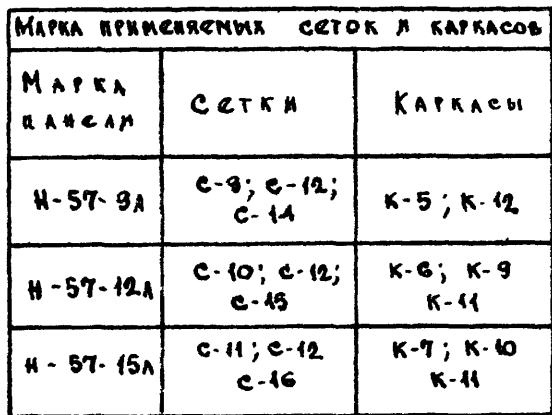 МАРКА ПРИМЕНЯЕМЫХ СЕТОК И КАРКАСОВ
МАРКА
ПАНЕЛИ
СЕТКИ
КАРКАСЫ
Н-57-9А
С-9; С-12;
С-14
К-5; К-12
Н-57-12А
С-10; С-12;
С-15
К-6; К-9
К-11
Н-57-15А
С-11; С-12
С-16
К-7; К-10
К-11